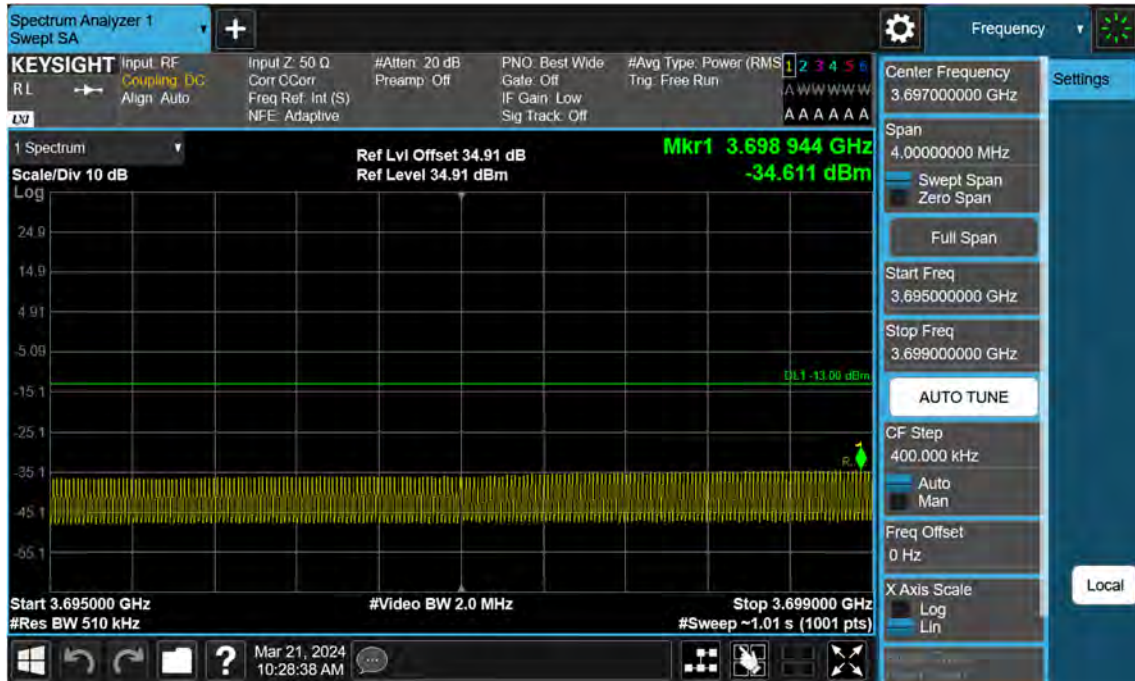 Spectrum Analyzer 1
Swept SA
+
Frequency
KEYSIGHT
RL
LXI
Input: RF
Coupling: DC
Align: Auto
Input Z: 50 Ω
Corr CCorr
Freq Ref: Int (S)
NFE: Adaptive
#Atten: 20 dB
Preamp: Off
PNO: Best Wide
Gate: Off
IF Gain: Low
Sig Track: Off
#Avg Type: Power (RMS
Trig: Free Run
1 2 3 4 5 6
A W W W W W
A A A A A A
1 Spectrum
Scale/Div 10 dB
Ref Lvl Offset 34.91 dB
Ref Level 34.91 dBm
Mkr1 3.698 944 GHz
-34.611 dBm
Log
24.9
14.9
4.91
-5.09
-15.1
-25.1
-35.1
-45.1
-55.1
DL1 -13.00 dBm
1
Start 3.695000 GHz
#Res BW 510 kHz
#Video BW 2.0 MHz
Stop 3.699000 GHz
#Sweep ~1.01 s (1001 pts)
?
Mar 21, 2024
10:28:38 AM
Center Frequency
3.697000000 GHz
Span
4.00000000 MHz
Swept Span
Zero Span
Full Span
Start Freq
3.695000000 GHz
Stop Freq
3.699000000 GHz
AUTO TUNE
CF Step
400.000 kHz
Auto
Man
Freq Offset
0 Hz
X Axis Scale
Log
Lin
Settings
Local